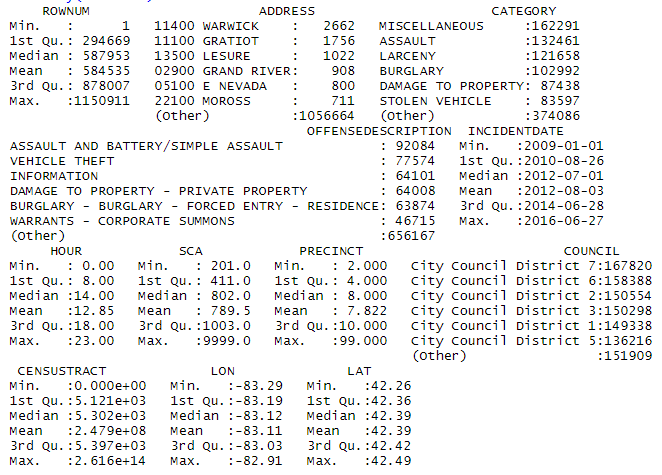 ROWNUM ADDRESS CATEGORY
Min. : 1 11400 WARWICK : 2662 MISCELLANEOUS :162291
1st Qu.: 294669 11100 GRATIOT : 1756 ASSAULT :132461
Median : 587953 13500 LESURE : 1022 LARCENY :121658
Mean : 584535 02900 GRAND RIVER: 908 BURGLARY :102992
3rd Qu.: 878007 05100 E NEVADA : 800 DAMAGE TO PROPERTY: 87438
Max. :1150911 22100 MOROSS : 711 STOLEN VEHICLE : 83597
(Other) :1056664 (Other) :374086
OFFENSEDESCRIPTION INCIDENTDATE
ASSAULT AND BATTERY/SIMPLE ASSAULT : 92084 Min. :2009-01-01
VEHICLE THEFT : 77574 1st Qu.:2010-08-26
INFORMATION : 64101 Median :2012-07-01
DAMAGE TO PROPERTY - PRIVATE PROPERTY : 64008 Mean :2012-08-03
BURGLARY - BURGLARY - FORCED ENTRY - RESIDENCE: 63874 3rd Qu.:2014-06-28
WARRANTS - CORPORATE SUMMONS : 46715 Max. :2016-06-27
(Other) :656167
HOUR SCA PRECINCT COUNCIL
Min. : 0.00 Min. : 201.0 Min. : 2.000 City Council District 7:167820
1st Qu.: 8.00 1st Qu.: 411.0 1st Qu.: 4.000 City Council District 6:158388
Median :14.00 Median : 802.0 Median : 8.000 City Council District 2:150554
Mean :12.85 Mean : 789.5 Mean : 7.822 City Council District 3:150298
3rd Qu.:18.00 3rd Qu.:1003.0 3rd Qu.:10.000 City Council District 1:149338
Max. :23.00 Max. :9999.0 Max. :99.000 City Council District 5:136216
(Other) :151909
CENSUSTRACT LON LAT
Min. :0.000e+00 Min. :-83.29 Min. :42.26
1st Qu.:5.121e+03 1st Qu.:-83.19 1st Qu.:42.36
Median :5.302e+03 Median :-83.12 Median :42.39
Mean :2.479e+08 Mean :-83.11 Mean :42.39
3rd Qu.:5.397e+03 3rd Qu.:-83.03 3rd Qu.:42.42
Max. :2.616e+14 Max. :-82.91 Max. :42.49